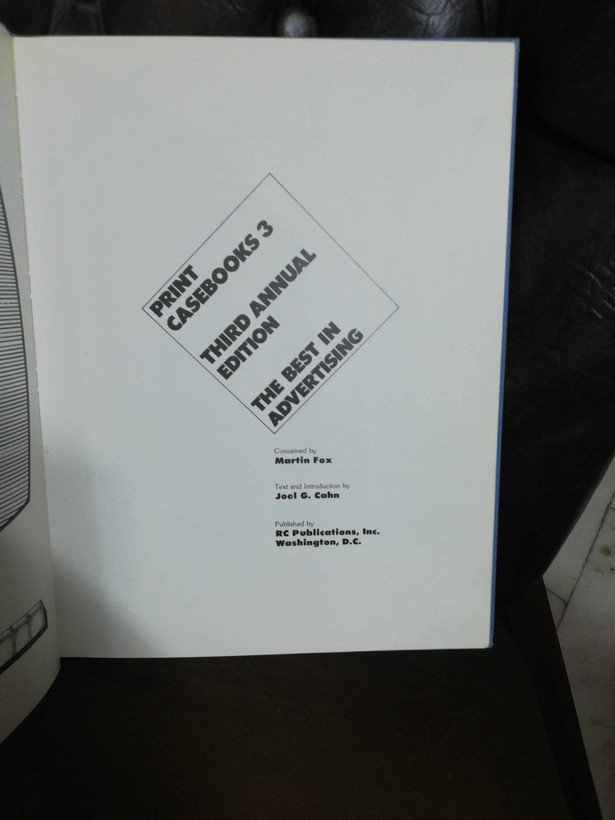 PRINT
CASEBOOKS 3
THIRD ANNUAL
EDITION
THE BEST IN
ADVERTISING
Conceived by
Martin Fox
Text and Introduction by
Joel G. Cahn
Published by
RC Publications, Inc.
Washington, D.C.